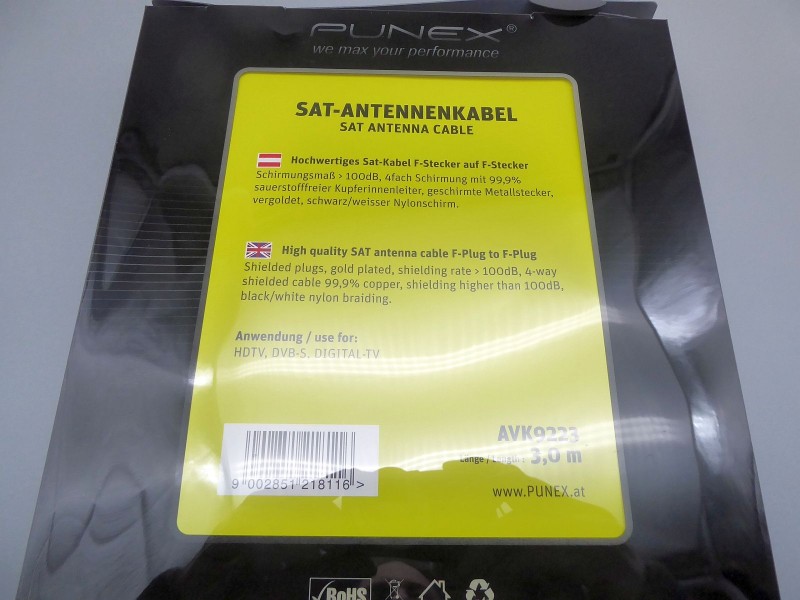 PUNEX®
we max your performance
SAT-ANTENNENKABEL
SAT ANTENNA CABLE
Hochwertiges Sat-Kabel F-Stecker auf F-Stecker
Schirmungsmaß > 100dB, 4fach Schirmung mit 99,9%
sauerstofffreier Kupferinnenleiter, geschirmte Metallstecker,
vergoldet, schwarz/weisser Nylonschirm.
High quality SAT antenna cable F-Plug to F-Plug
Shielded plugs, gold plated, shielding rate > 100dB, 4-way
shielded cable 99,9% copper, shielding higher than 100dB,
black/white nylon braiding.
Anwendung / use for:
HDTV, DVB-S, DIGITAL-TV
AVK9223
Länge / Length: 3,0 m
9 002851 218116 >
www.PUNEX.at
RoHS